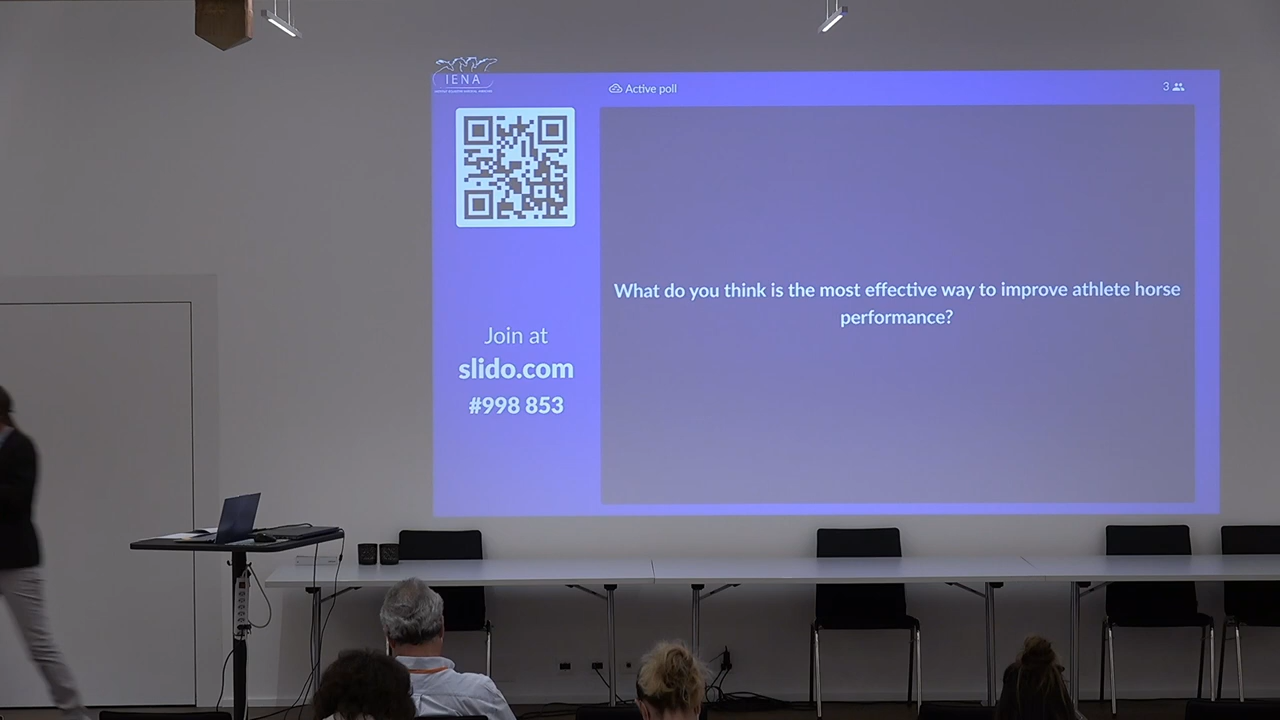 IENA
Active poll
3
What do you think is the most effective way to improve athlete horse
performance?
Join at
slido.com
#998 853